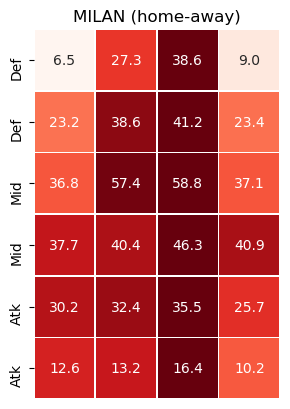 MILAN (home-away)
Def 6.5 27.3 38.6 9.0
Def 23.2 38.6 41.2 23.4
Mid 36.8 57.4 58.8 37.1
Mid 37.7 40.4 46.3 40.9
Atk 30.2 32.4 35.5 25.7
Atk 12.6 13.2 16.4 10.2